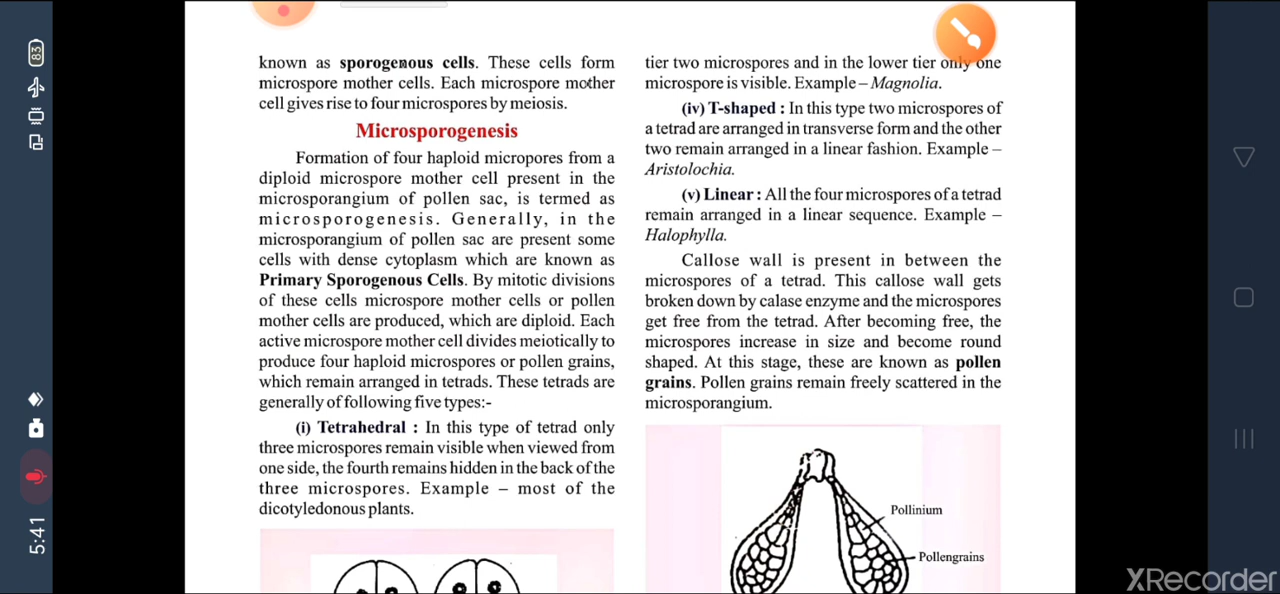 83
5:41
known as sporogenous cells. These cells form
microspore mother cells. Each microspore mother
cell gives rise to four microspores by meiosis.
Microsporogenesis
Formation of four haploid micropores from a
diploid microspore mother cell present in the
microsporangium of pollen sac, is termed as
microsporogenesis. Generally, in the
microsporangium of pollen sac are present some
cells with dense cytoplasm which are known as
Primary Sporogenous Cells. By mitotic divisions
of these cells microspore mother cells or pollen
mother cells are produced, which are diploid. Each
active microspore mother cell divides meiotically to
produce four haploid microspores or pollen grains,
which remain arranged in tetrads. These tetrads are
generally of following five types:-
(i) Tetrahedral : In this type of tetrad only
three microspores remain visible when viewed from
one side, the fourth remains hidden in the back of the
three microspores. Example – most of the
dicotyledonous plants.
tier two microspores and in the lower tier only one
microspore is visible. Example – Magnolia.
(iv) T-shaped : In this type two microspores of
a tetrad are arranged in transverse form and the other
two remain arranged in a linear fashion. Example –
Aristolochia.
(v) Linear : All the four microspores of a tetrad
remain arranged in a linear sequence. Example –
Halophylla.
Callose wall is present in between the
microspores of a tetrad. This callose wall gets
broken down by calase enzyme and the microspores
get free from the tetrad. After becoming free, the
microspores increase in size and become round
shaped. At this stage, these are known as pollen
grains. Pollen grains remain freely scattered in the
microsporangium.
Pollinium
Pollengrains
XRecorder